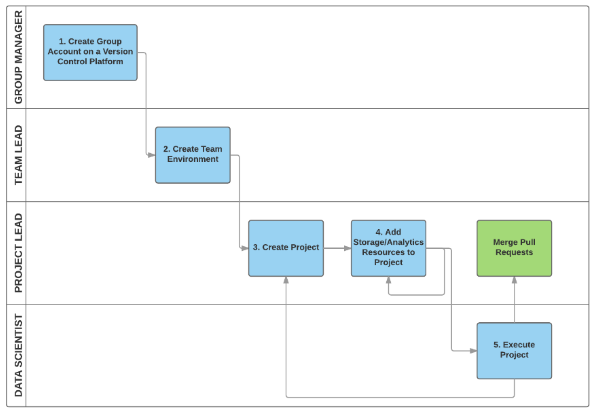 GROUP MANAGER
1. Create Group
Account on a Version
Control Platform
TEAM LEAD
2. Create Team
Environment
PROJECT LEAD
3. Create Project
4. Add
Storage/Analytics
Resources to
Project
Merge Pull
Requests
DATA SCIENTIST
5. Execute
Project